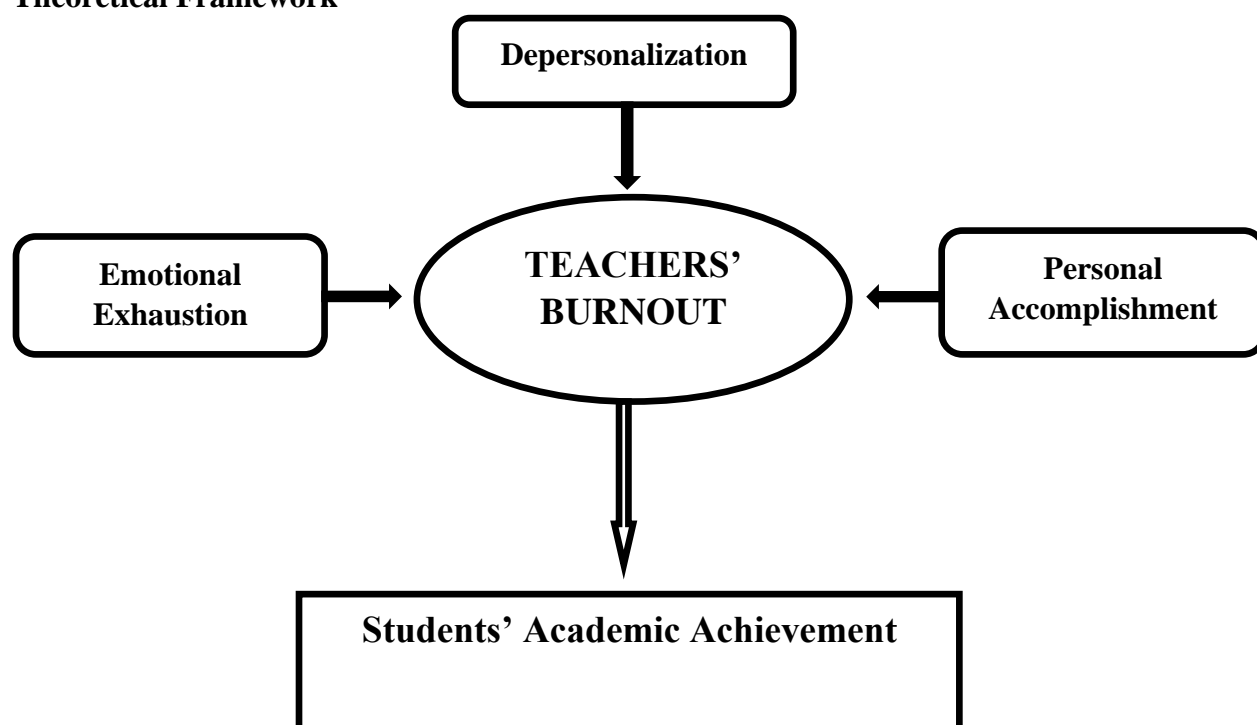 Theoretical Framework
Depersonalization
Emotional
Exhaustion
TEACHERS’
BURNOUT
Personal
Accomplishment
Students’ Academic Achievement